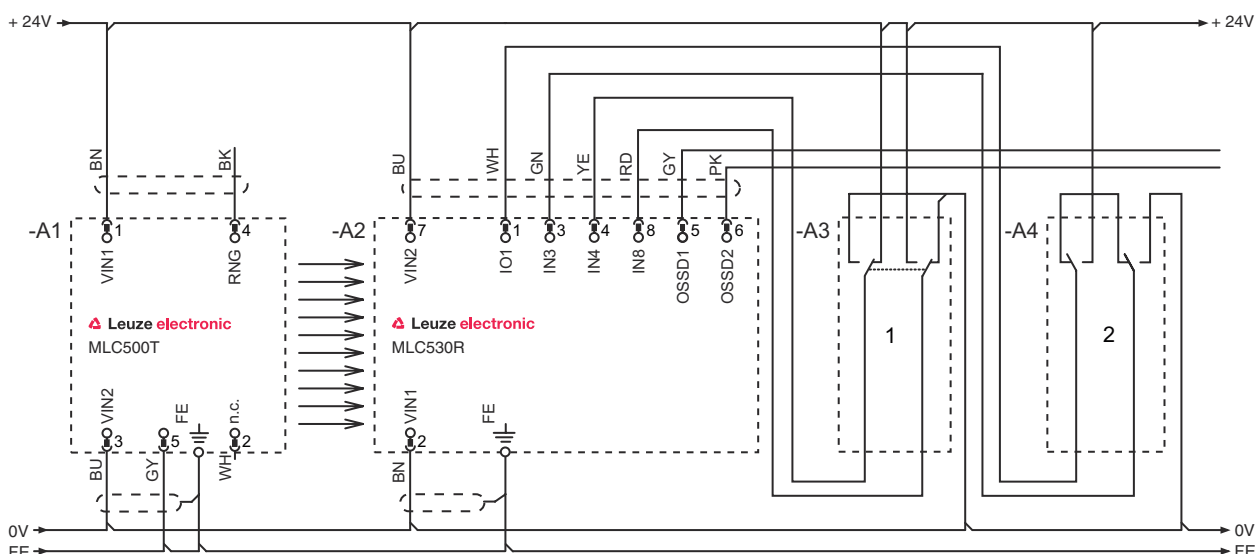 + 24V
+ 24V
BN
BK
BU
WH
GN
YE
RD
GY
PK
-A1
1
4
-A2
7
1
3
4
8
5
6
-A3
-A4
VIN1
RNG
VIN2
IO1
IN3
IN4
IN8
OSSD1
OSSD2
Leuze electronic
MLC500T
Leuze electronic
MLC530R
1
2
VIN2
FE
n.c.
VIN1
FE
3
5
2
2
BU
GY
WH
BN
0V
0V
FE
FE